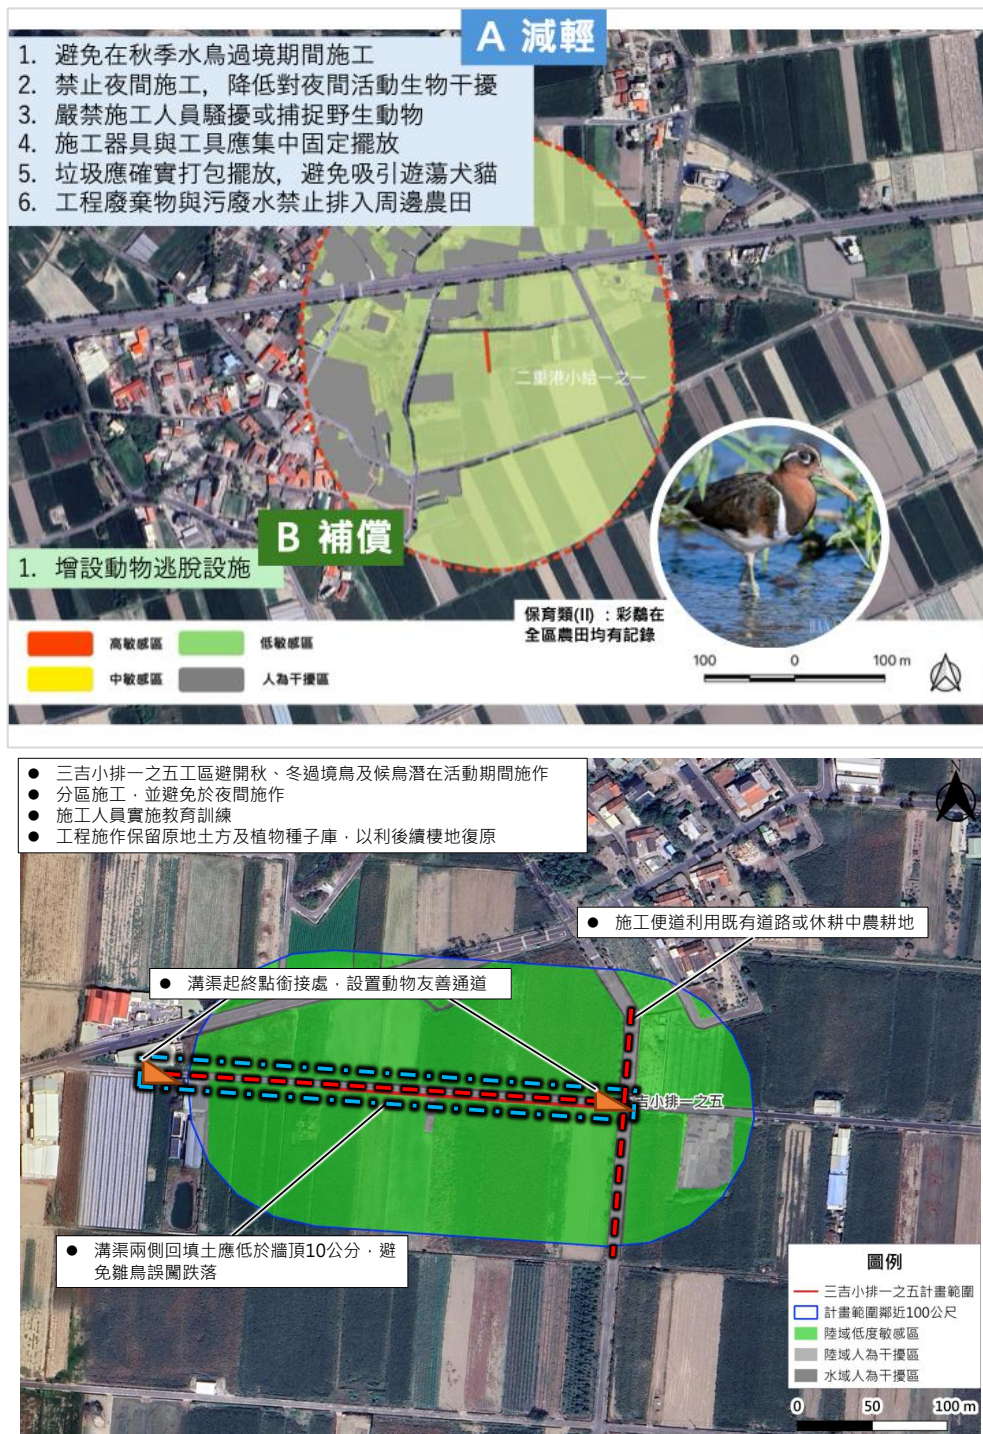 A 減輕
1. 避免在秋季水鳥過境期間施工
2. 禁止夜間施工，降低對夜間活動生物干擾
3. 嚴禁施工人員騷擾或捕捉野生動物
4. 施工器具與工具應集中固定擺放
5. 垃圾應確實打包擺放，避免吸引遊蕩犬貓
6. 工程廢棄物與污廢水禁止排入周邊農田
二重港小給一之一
B 補償
1. 增設動物逃脫設施
保育類(II)：彩鷸在
全區農田均有記錄
高敏感區
低敏感區
中敏感區
人為干擾區
100 0 100 m
● 三吉小排一之五工區避開秋、冬過境鳥及候鳥潛在活動期間施作
● 分區施工，並避免於夜間施作
● 施工人員實施教育訓練
● 工程施作保留原地土方及植物種子庫，以利後續棲地復原
● 施工便道利用既有道路或休耕中農耕地
● 溝渠起終點銜接處，設置動物友善通道
吉小排一之五
● 溝渠兩側回填土應低於牆頂10公分，避
免雛鳥誤闖跌落
圖例
三吉小排一之五計畫範圍
計畫範圍鄰近100公尺
陸域低度敏感區
陸域人為干擾區
水域人為干擾區
0 50 100 m